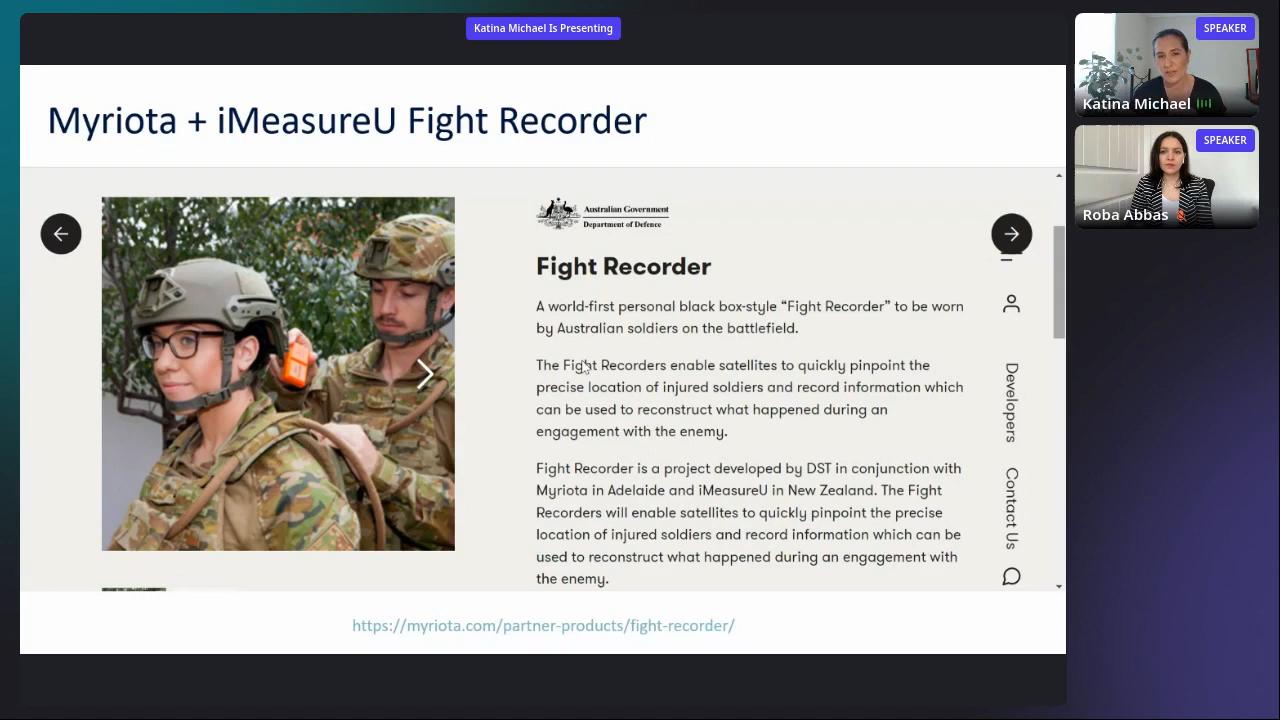 Katina Michael Is Presenting
Myriota + iMeasureU Fight Recorder
Australian Government
Department of Defence
Fight Recorder
A world-first personal black box-style “Fight Recorder” to be worn
by Australian soldiers on the battlefield.
The Fight Recorders enable satellites to quickly pinpoint the
precise location of injured soldiers and record information which
can be used to reconstruct what happened during an
engagement with the enemy.
Fight Recorder is a project developed by DST in conjunction with
Myriota in Adelaide and iMeasureU in New Zealand. The Fight
Recorders will enable satellites to quickly pinpoint the precise
location of injured soldiers and record information which can be
used to reconstruct what happened during an engagement with
the enemy.
Developers
Contact Us
https://myriota.com/partner-products/fight-recorder/
SPEAKER
Katina Michael
SPEAKER
Roba Abbas